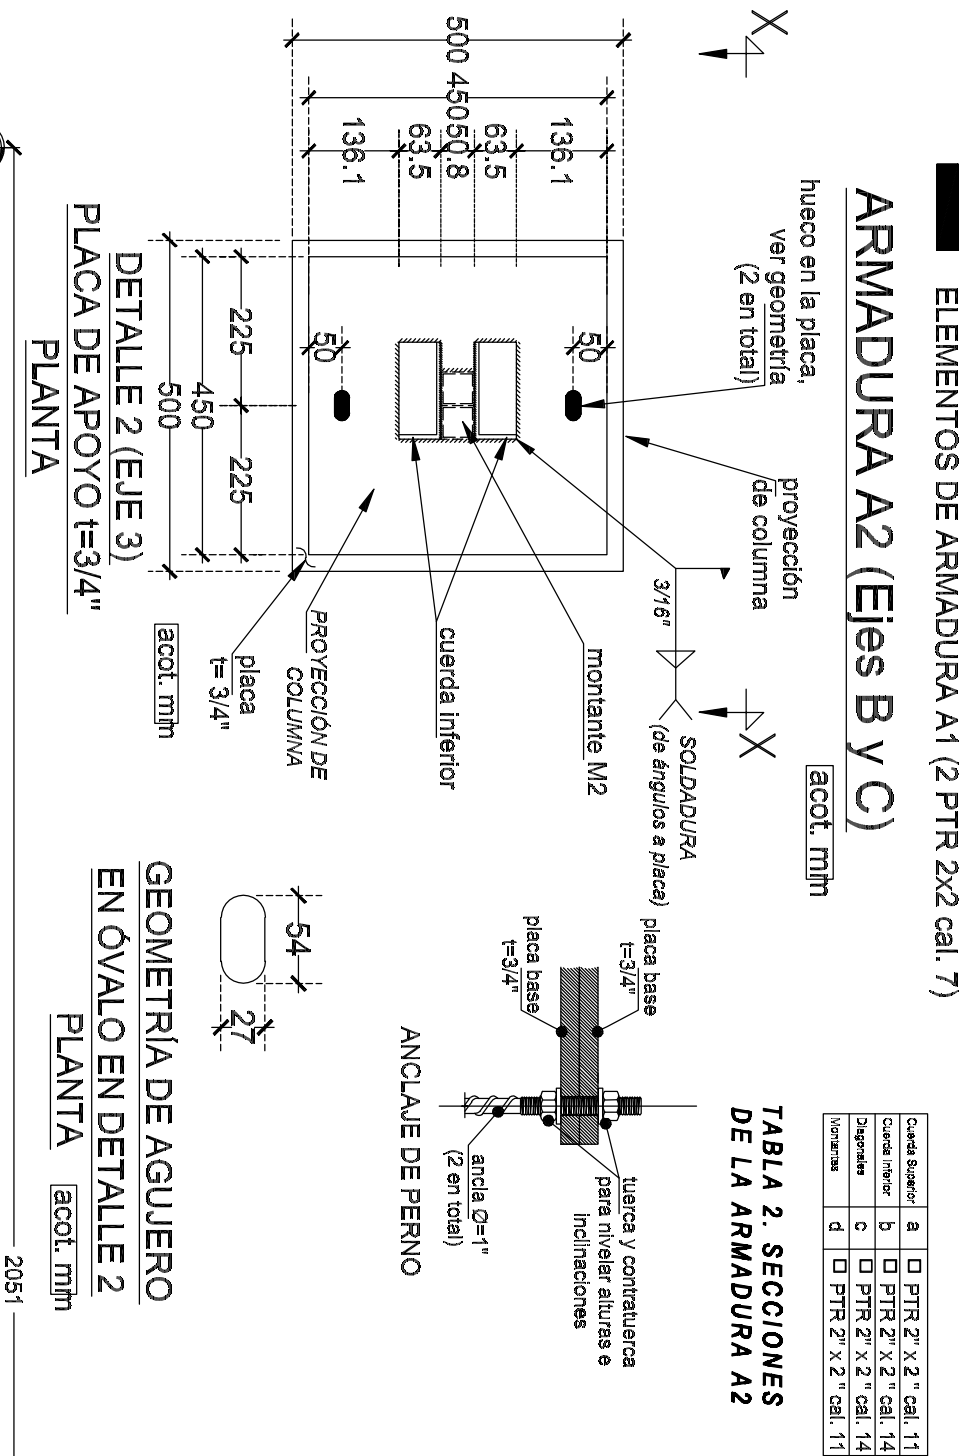 ELEMENTOS DE ARMADURA A1 (2 PTR 2x2 cal. 7)
ARMADURA A2 (Ejes B y C)
acot. mm
Cuerda Superior a PTR 2" x 2 " cal. 11
Cuerda Inferior b PTR 2" x 2 " cal. 14
Diagonales c PTR 2" x 2 " cal. 14
Montantes d PTR 2" x 2 " cal. 11
TABLA 2. SECCIONES
DE LA ARMADURA A2
X
X
hueco en la placa,
ver geometría
(2 en total)
proyección
de columna
3/16"
SOLDADURA
(de ángulos a placa)
montante M2
cuerda inferior
PROYECCIÓN DE
COLUMNA
placa
t= 3/4"
500
450
136.1
63.5
50.8
63.5
136.1
50
50
225
225
450
500
acot. mm
DETALLE 2 (EJE 3)
PLACA DE APOYO t=3/4"
PLANTA
placa base
t=3/4"
placa base
t=3/4"
tuerca y contratuerca
para nivelar alturas e
inclinaciones
ancla Ø=1"
(2 en total)
ANCLAJE DE PERNO
54
27
GEOMETRÍA DE AGUJERO
EN ÓVALO EN DETALLE 2
PLANTA
acot. mm
2051